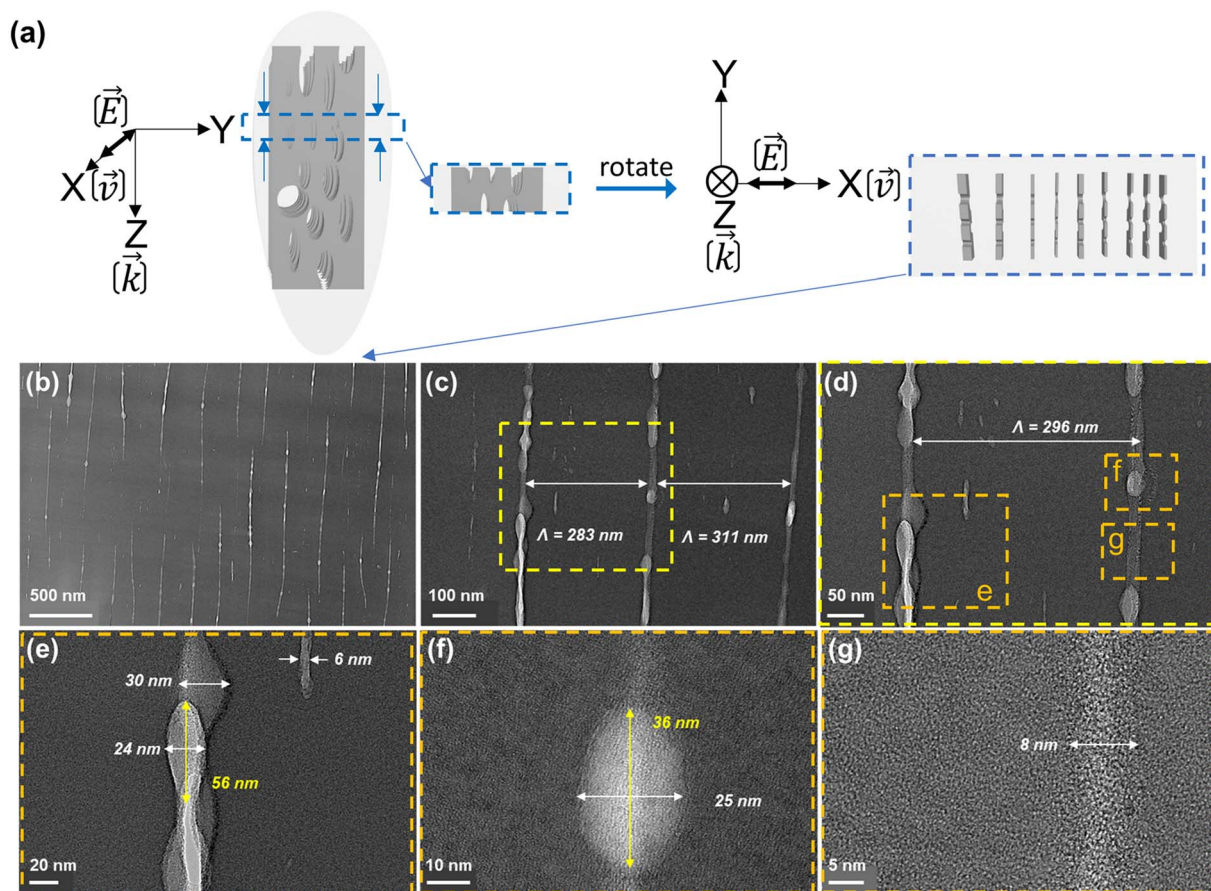 (a)
(E⃗)
Y
X(v⃗)
Z
(k⃗)
rotate
Y
(E⃗)
X(v⃗)
Z
(k⃗)
(b)
500 nm
(c)
Λ = 283 nm
Λ = 311 nm
100 nm
(d)
Λ = 296 nm
f
g
e
50 nm
(e)
6 nm
30 nm
24 nm
56 nm
20 nm
(f)
36 nm
25 nm
10 nm
(g)
8 nm
5 nm